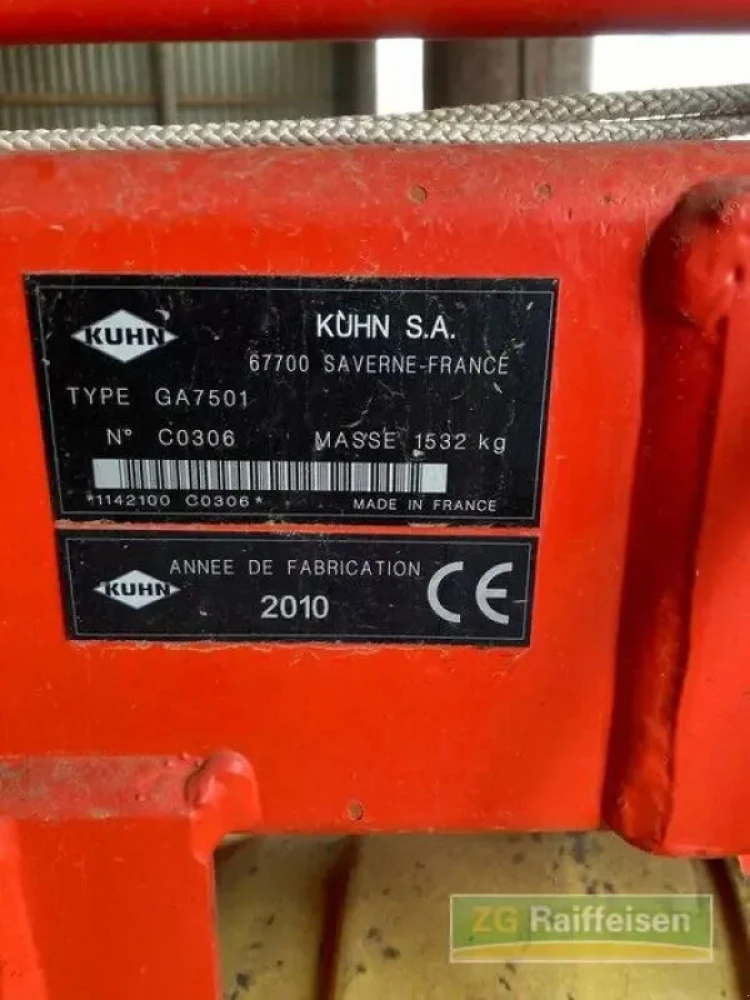 KUHN
KUHN S.A.
67700 SAVERNE-FRANCE
TYPE GA7501
N° C0306 MASSE 1532 kg
*1142100 C0306* MADE IN FRANCE
KUHN
ANNEE DE FABRICATION
2010
CE
ZG Raiffeisen